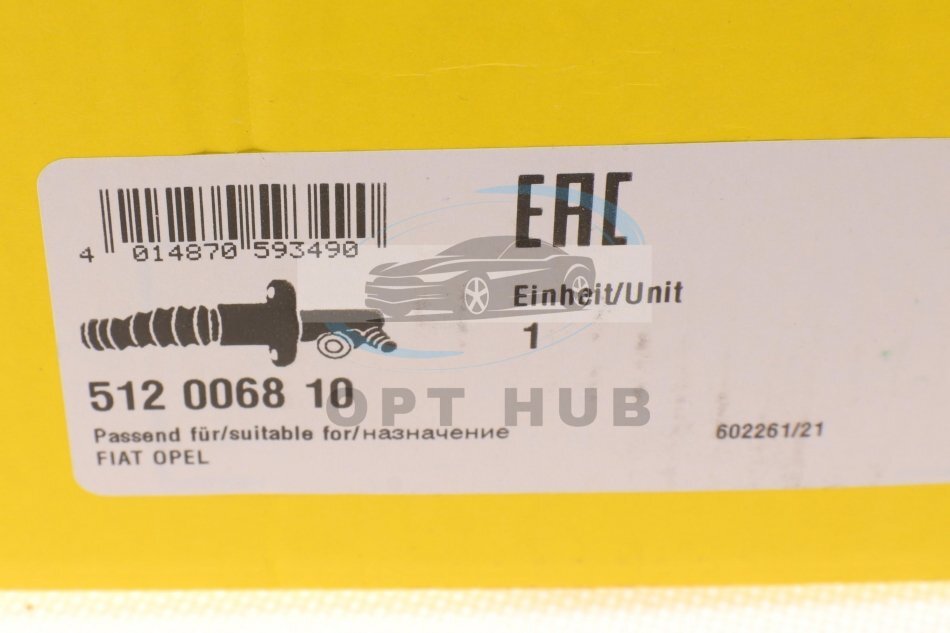 EAC
4 014870 593490
Einheit/Unit
1
512 0068 10
OPT HUB
Passend für/suitable for/назначение
FIAT OPEL
602261/21